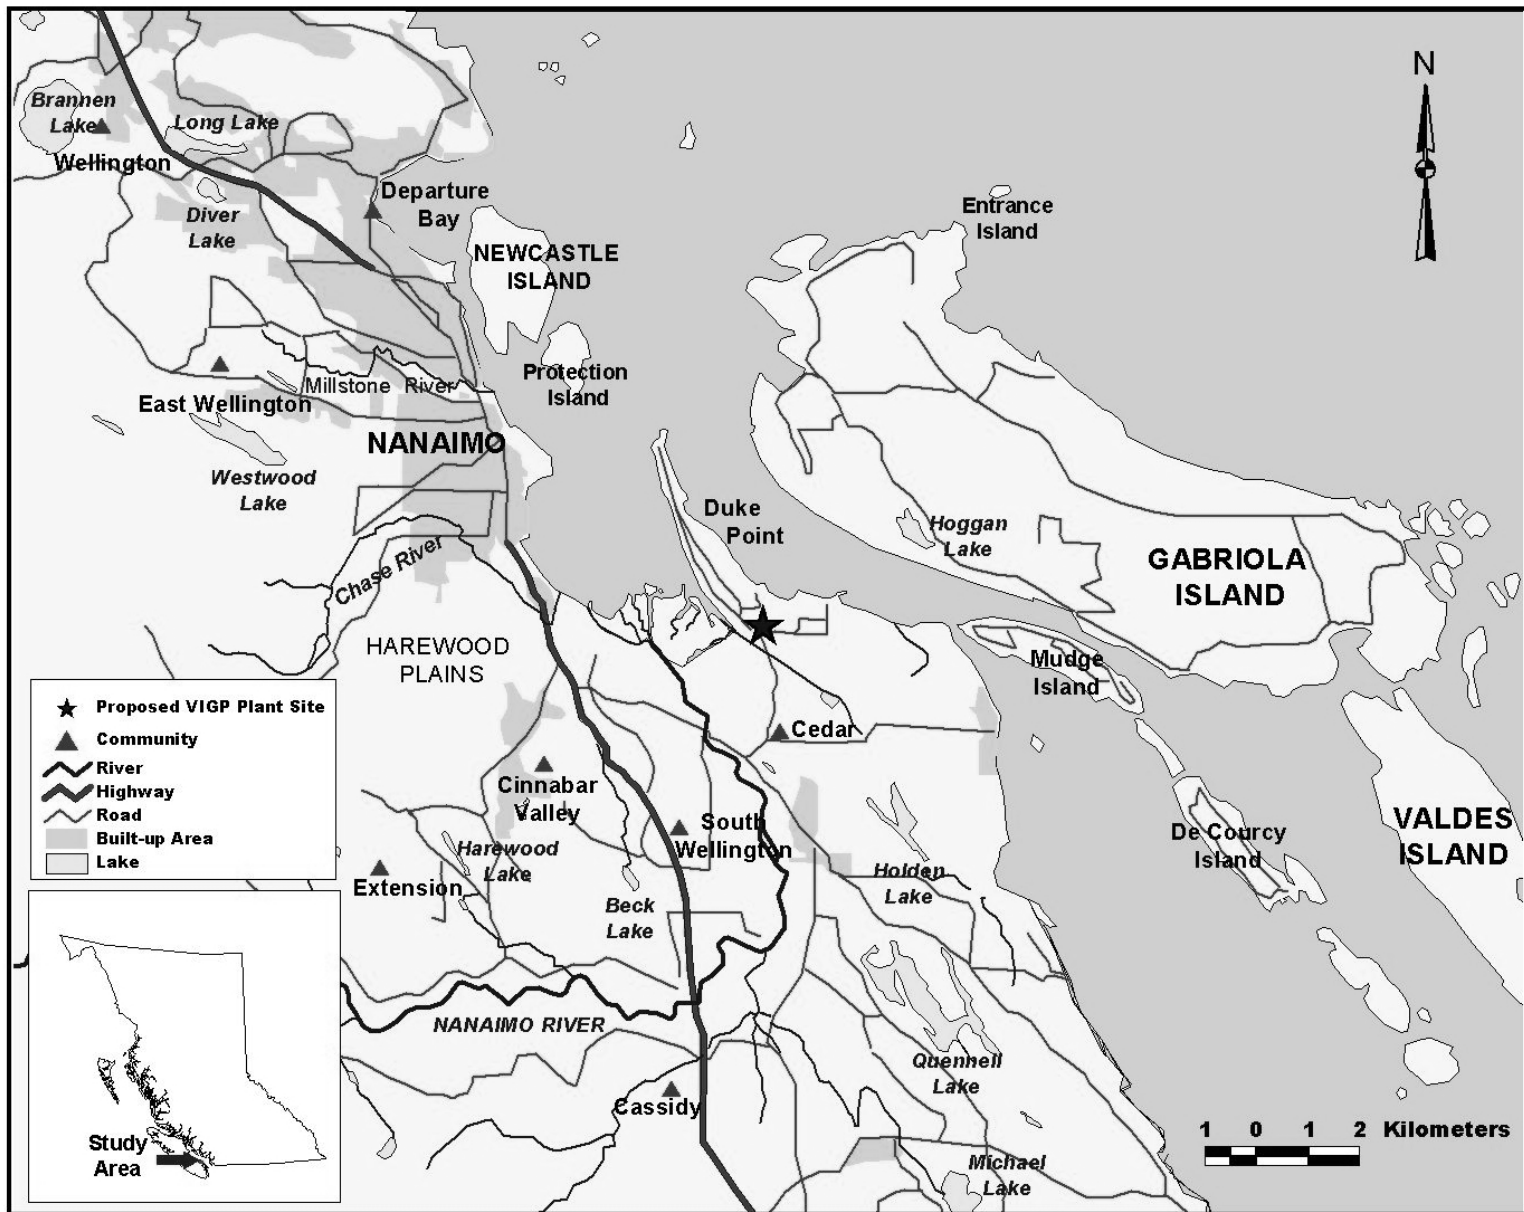 N
Brannen
Lake
Long Lake
Wellington
Departure
Bay
Diver
Lake
Entrance
Island
NEWCASTLE
ISLAND
Protection
Island
Millstone River
East Wellington
NANAIMO
Westwood
Lake
Duke
Point
Hoggan
Lake
GABRIOLA
ISLAND
Chase River
HAREWOOD
PLAINS
Mudge
Island
Cedar
Cinnabar
Valley
South
Wellington
VALDES
ISLAND
De Courcy
Island
Harewood
Lake
Extension
Holden
Lake
Beck
Lake
NANAIMO RIVER
Quennell
Lake
Cassidy
Michael
Lake
Proposed VIGP Plant Site
Community
River
Highway
Road
Built-up Area
Lake
Study
Area
1 0 1 2 Kilometers